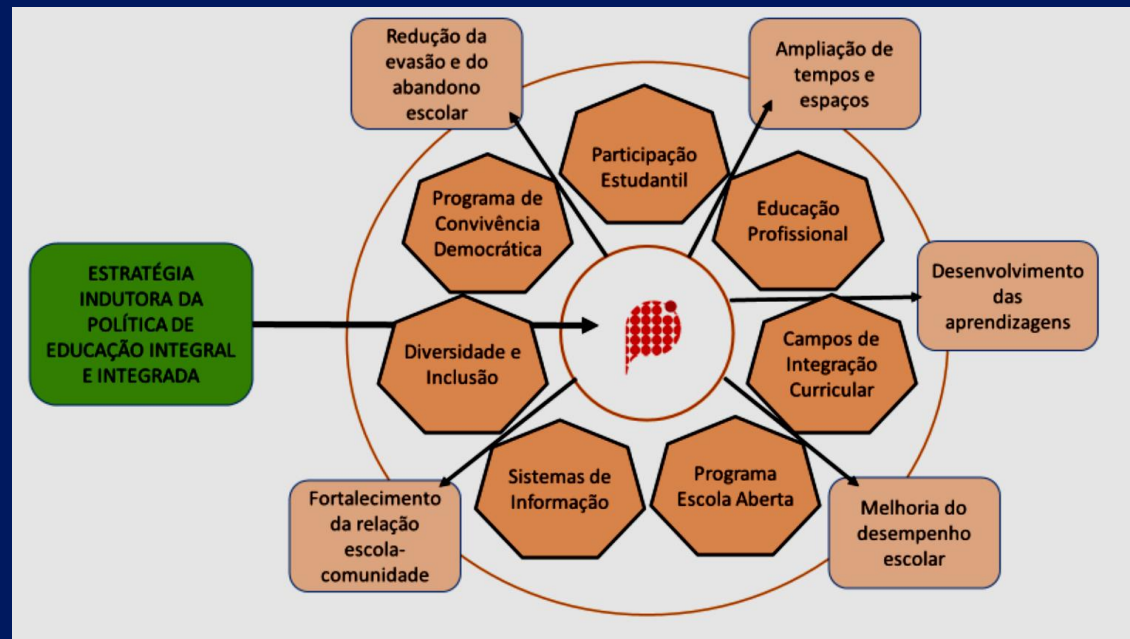 Redução da
evasão e do
abandono
escolar
Ampliação de
tempos e
espaços
Participação
Estudantil
Programa de
Convivência
Democrática
Educação
Profissional
ESTRATÉGIA
INDUTORA DA
POLÍTICA DE
EDUCAÇÃO INTEGRAL
E INTEGRADA
Desenvolvimento
das
aprendizagens
Diversidade e
Inclusão
Campos de
Integração
Curricular
Sistemas de
Informação
Programa
Escola Aberta
Fortalecimento
da relação
escola-
comunidade
Melhoria do
desempenho
escolar